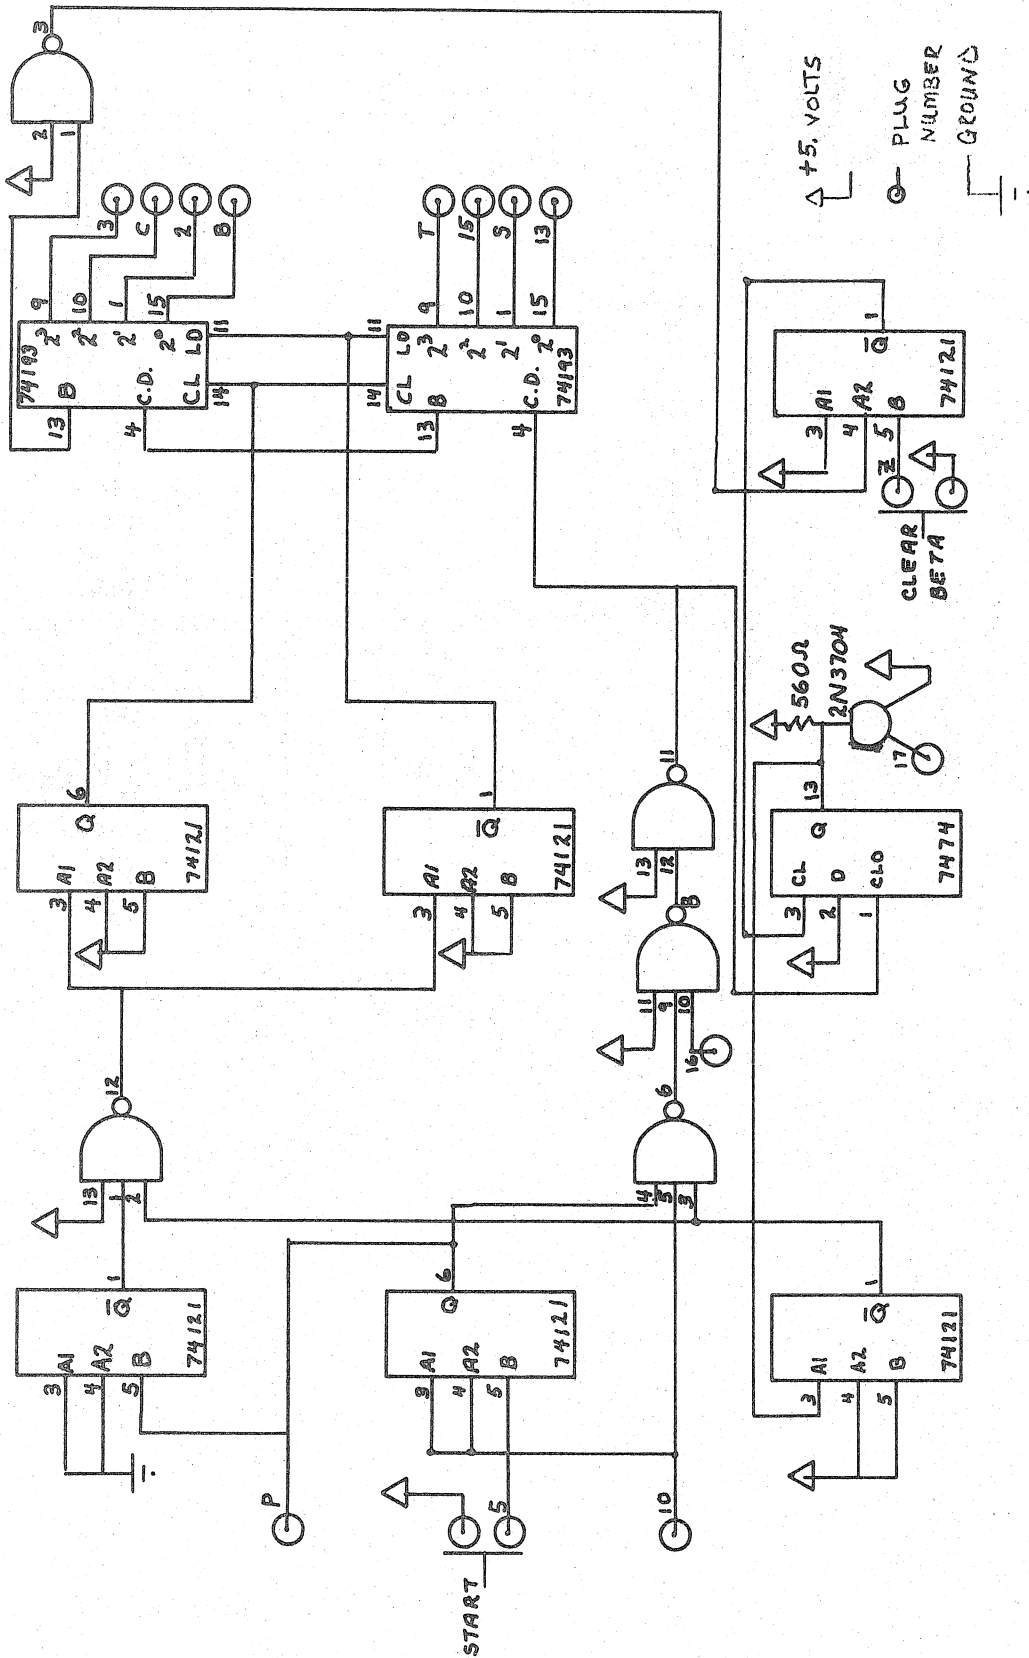 3
2
1
74193
B
C.D.
CL
LD
2³
2²
2¹
2⁰
13
4
14
11
9
10
1
15
3
C
2
B
74193
CL
B
C.D.
LD
2³
2²
2¹
2⁰
14
13
4
11
9
10
1
15
T
15
S
13
+5. VOLTS
PLUG
NUMBER
GROUND
74121
A1
A2
B
Q
3
4
5
6
74121
A1
A2
B
Q̅
3
4
5
1
13
12
11
11
9
10
8
16
6
4
5
3
12
13
1
2
74121
A1
A2
B
Q̅
3
4
5
1
P
74121
A1
A2
B
Q
3
4
5
6
START
5
10
74121
A1
A2
B
Q̅
3
4
5
1
7474
CL
D
CLO
Q
3
2
1
13
560Ω
2N3704
17
74121
A1
A2
B
Q̅
3
4
5
1
Z
CLEAR
BETA